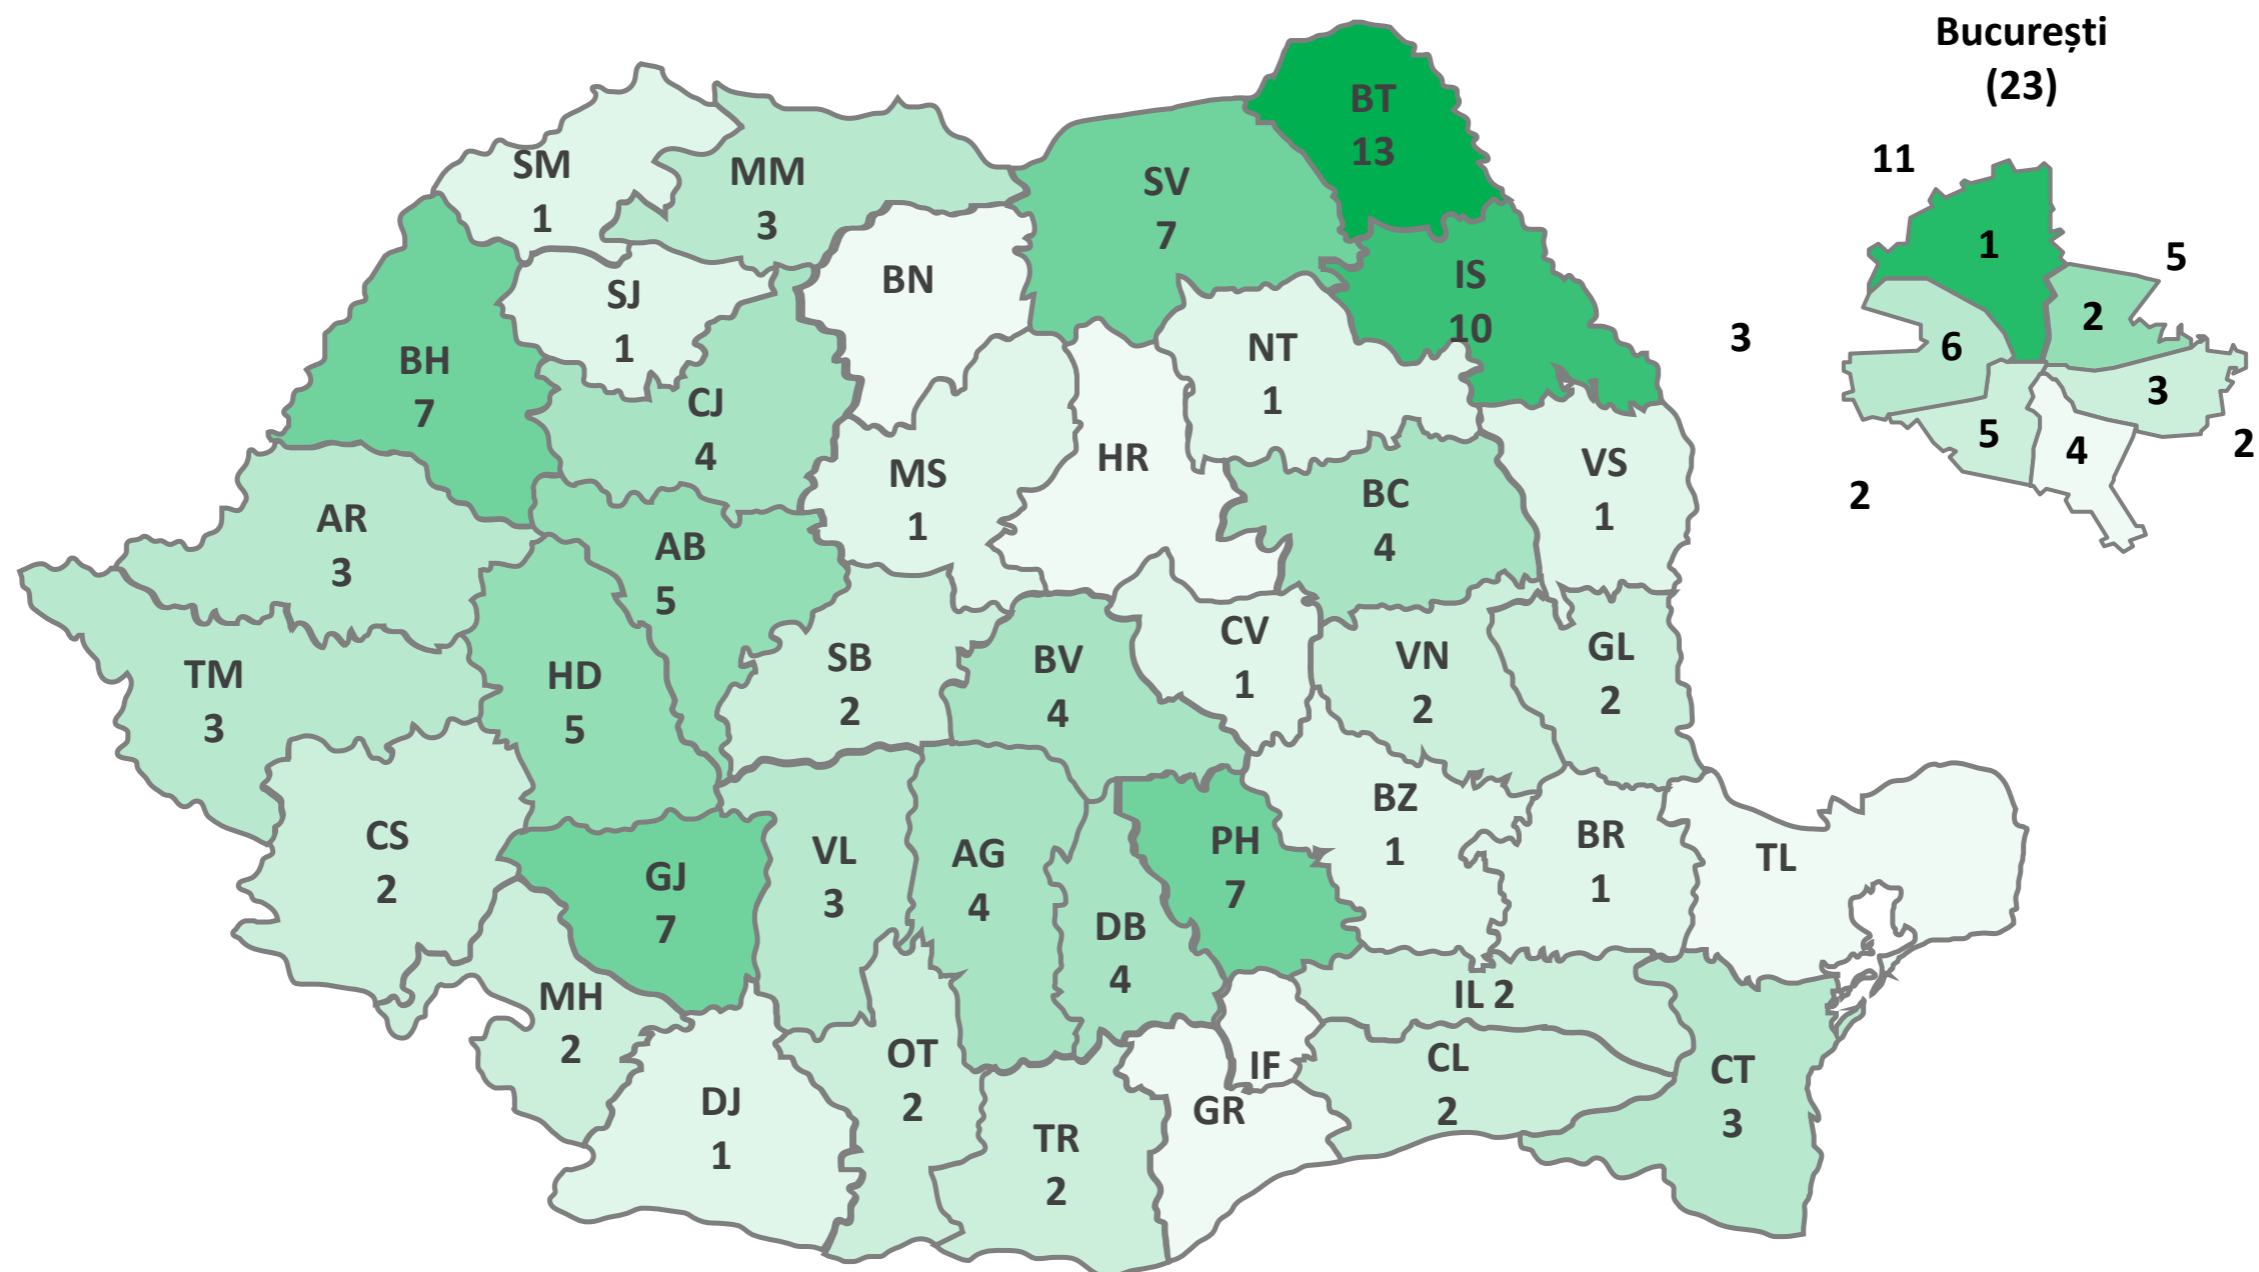 București
(23)
BT
13
11
SM
1
MM
3
SV
7
1
5
BN
IS
10
SJ
1
2
3
6
NT
1
BH
7
3
CJ
4
5
4
2
HR
VS
1
MS
1
BC
4
2
AR
3
AB
5
CV
1
GL
2
SB
2
BV
4
VN
2
TM
3
HD
5
BZ
1
CS
2
PH
7
BR
1
TL
VL
3
AG
4
GJ
7
DB
4
MH
2
IL 2
OT
2
IF
CL
2
CT
3
DJ
1
GR
TR
2